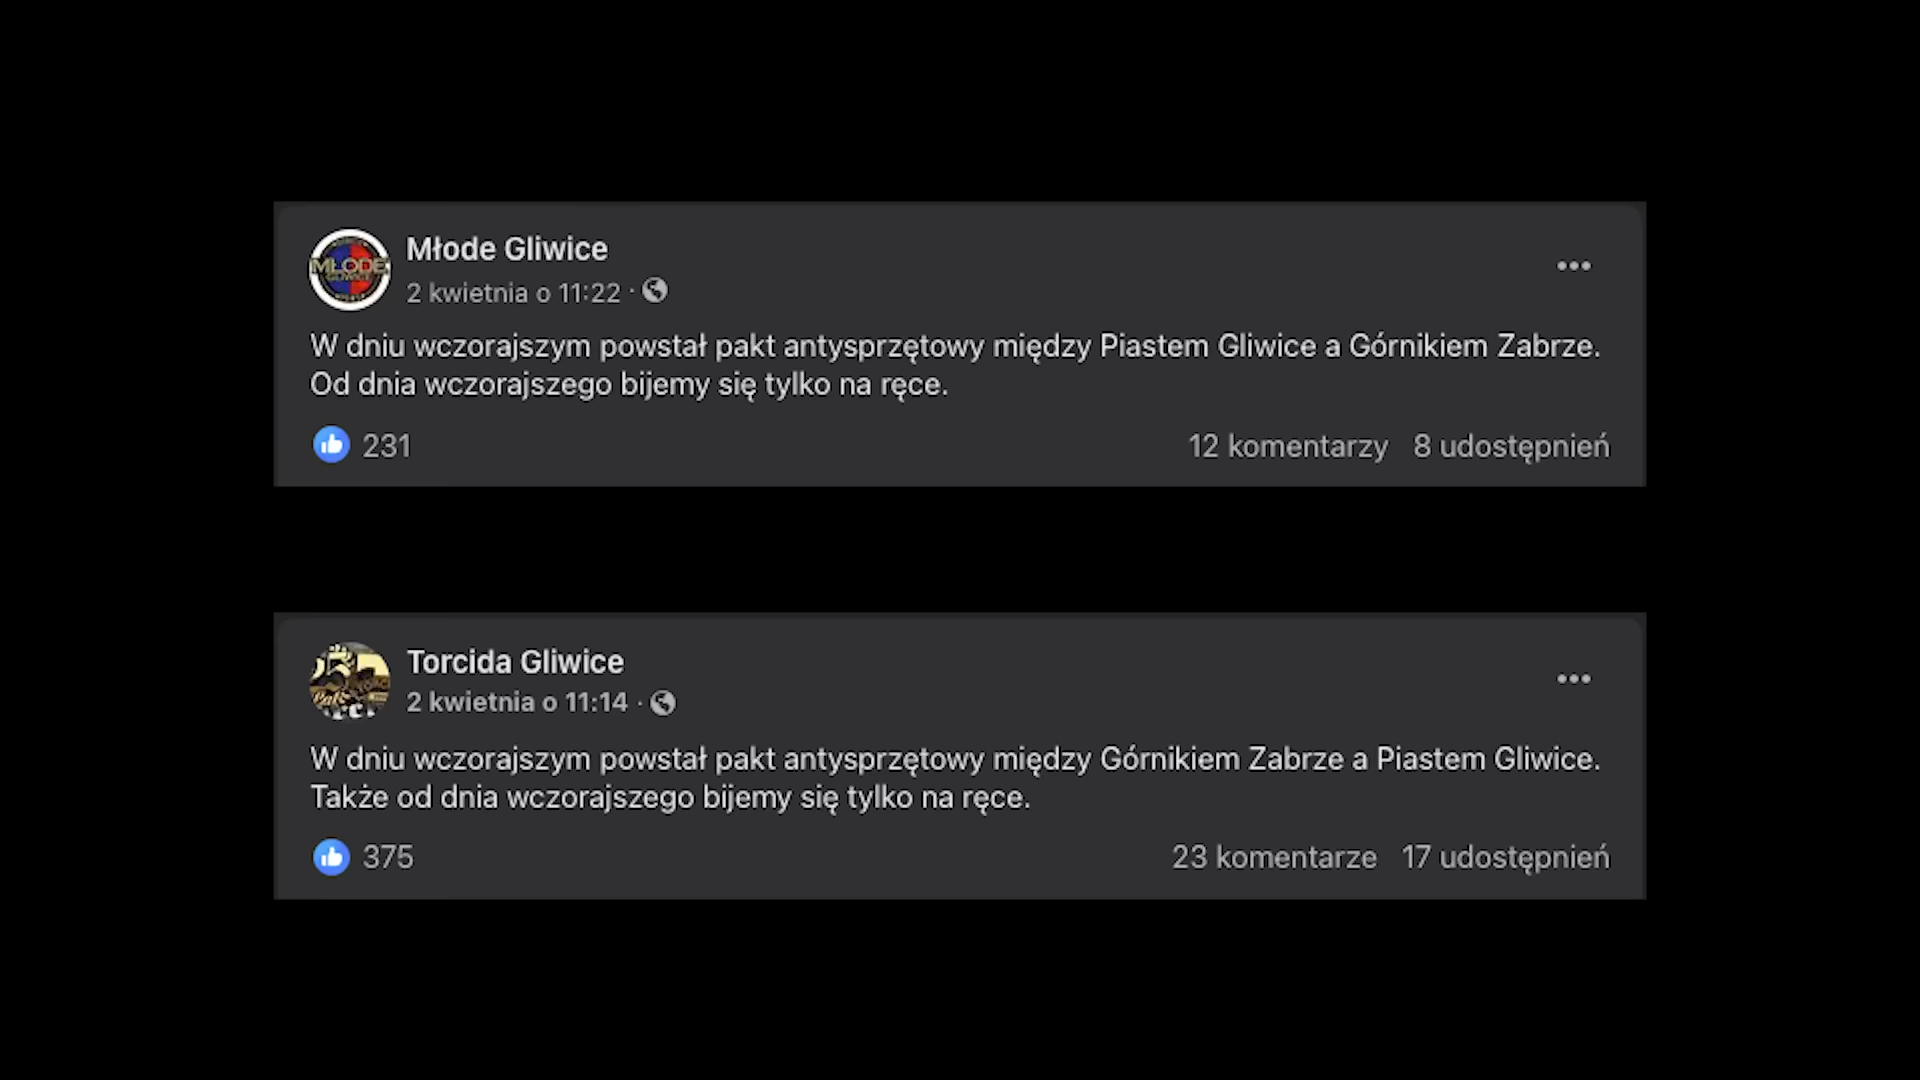 Młode Gliwice
2 kwietnia o 11:22 ·
W dniu wczorajszym powstał pakt antysprzętowy między Piastem Gliwice a Górnikiem Zabrze.
Od dnia wczorajszego bijemy się tylko na ręce.
231 12 komentarzy 8 udostępnień
MŁODE
Torcida Gliwice
2 kwietnia o 11:14 ·
W dniu wczorajszym powstał pakt antysprzętowy między Górnikiem Zabrze a Piastem Gliwice.
Także od dnia wczorajszego bijemy się tylko na ręce.
375 23 komentarze 17 udostępnień